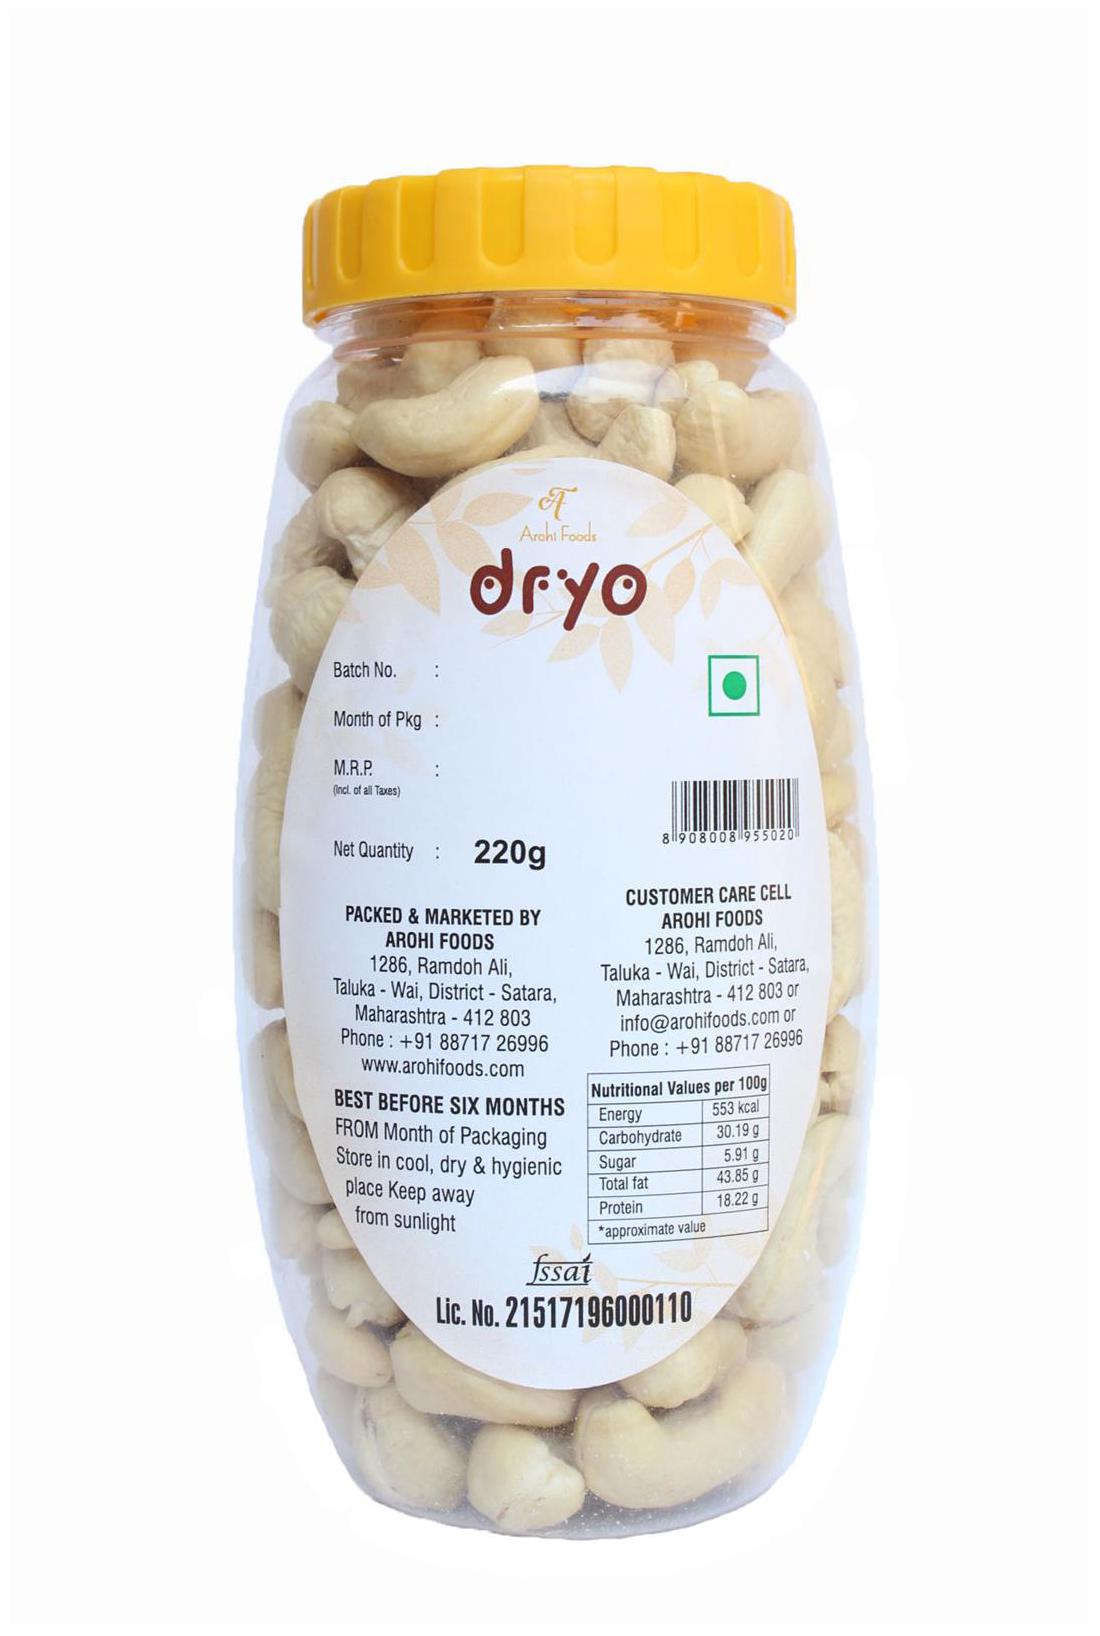 Arohi Foods
dryo
Batch No. :
Month of Pkg :
M.R.P. :
(Incl. of all Taxes)
Net Quantity : 220g
8 908008 955020
PACKED & MARKETED BY
AROHI FOODS
1286, Ramdoh Ali,
Taluka - Wai, District - Satara,
Maharashtra - 412 803
Phone : +91 88717 26996
www.arohifoods.com
CUSTOMER CARE CELL
AROHI FOODS
1286, Ramdoh Ali,
Taluka - Wai, District - Satara,
Maharashtra - 412 803 or
info@arohifoods.com or
Phone : +91 88717 26996
BEST BEFORE SIX MONTHS
FROM Month of Packaging
Store in cool, dry & hygienic
place Keep away
from sunlight
Nutritional Values per 100g
Energy 553 kcal
Carbohydrate 30.19 g
Sugar 5.91 g
Total fat 43.85 g
Protein 18.22 g
*approximate value
fssai
Lic. No. 21517196000110